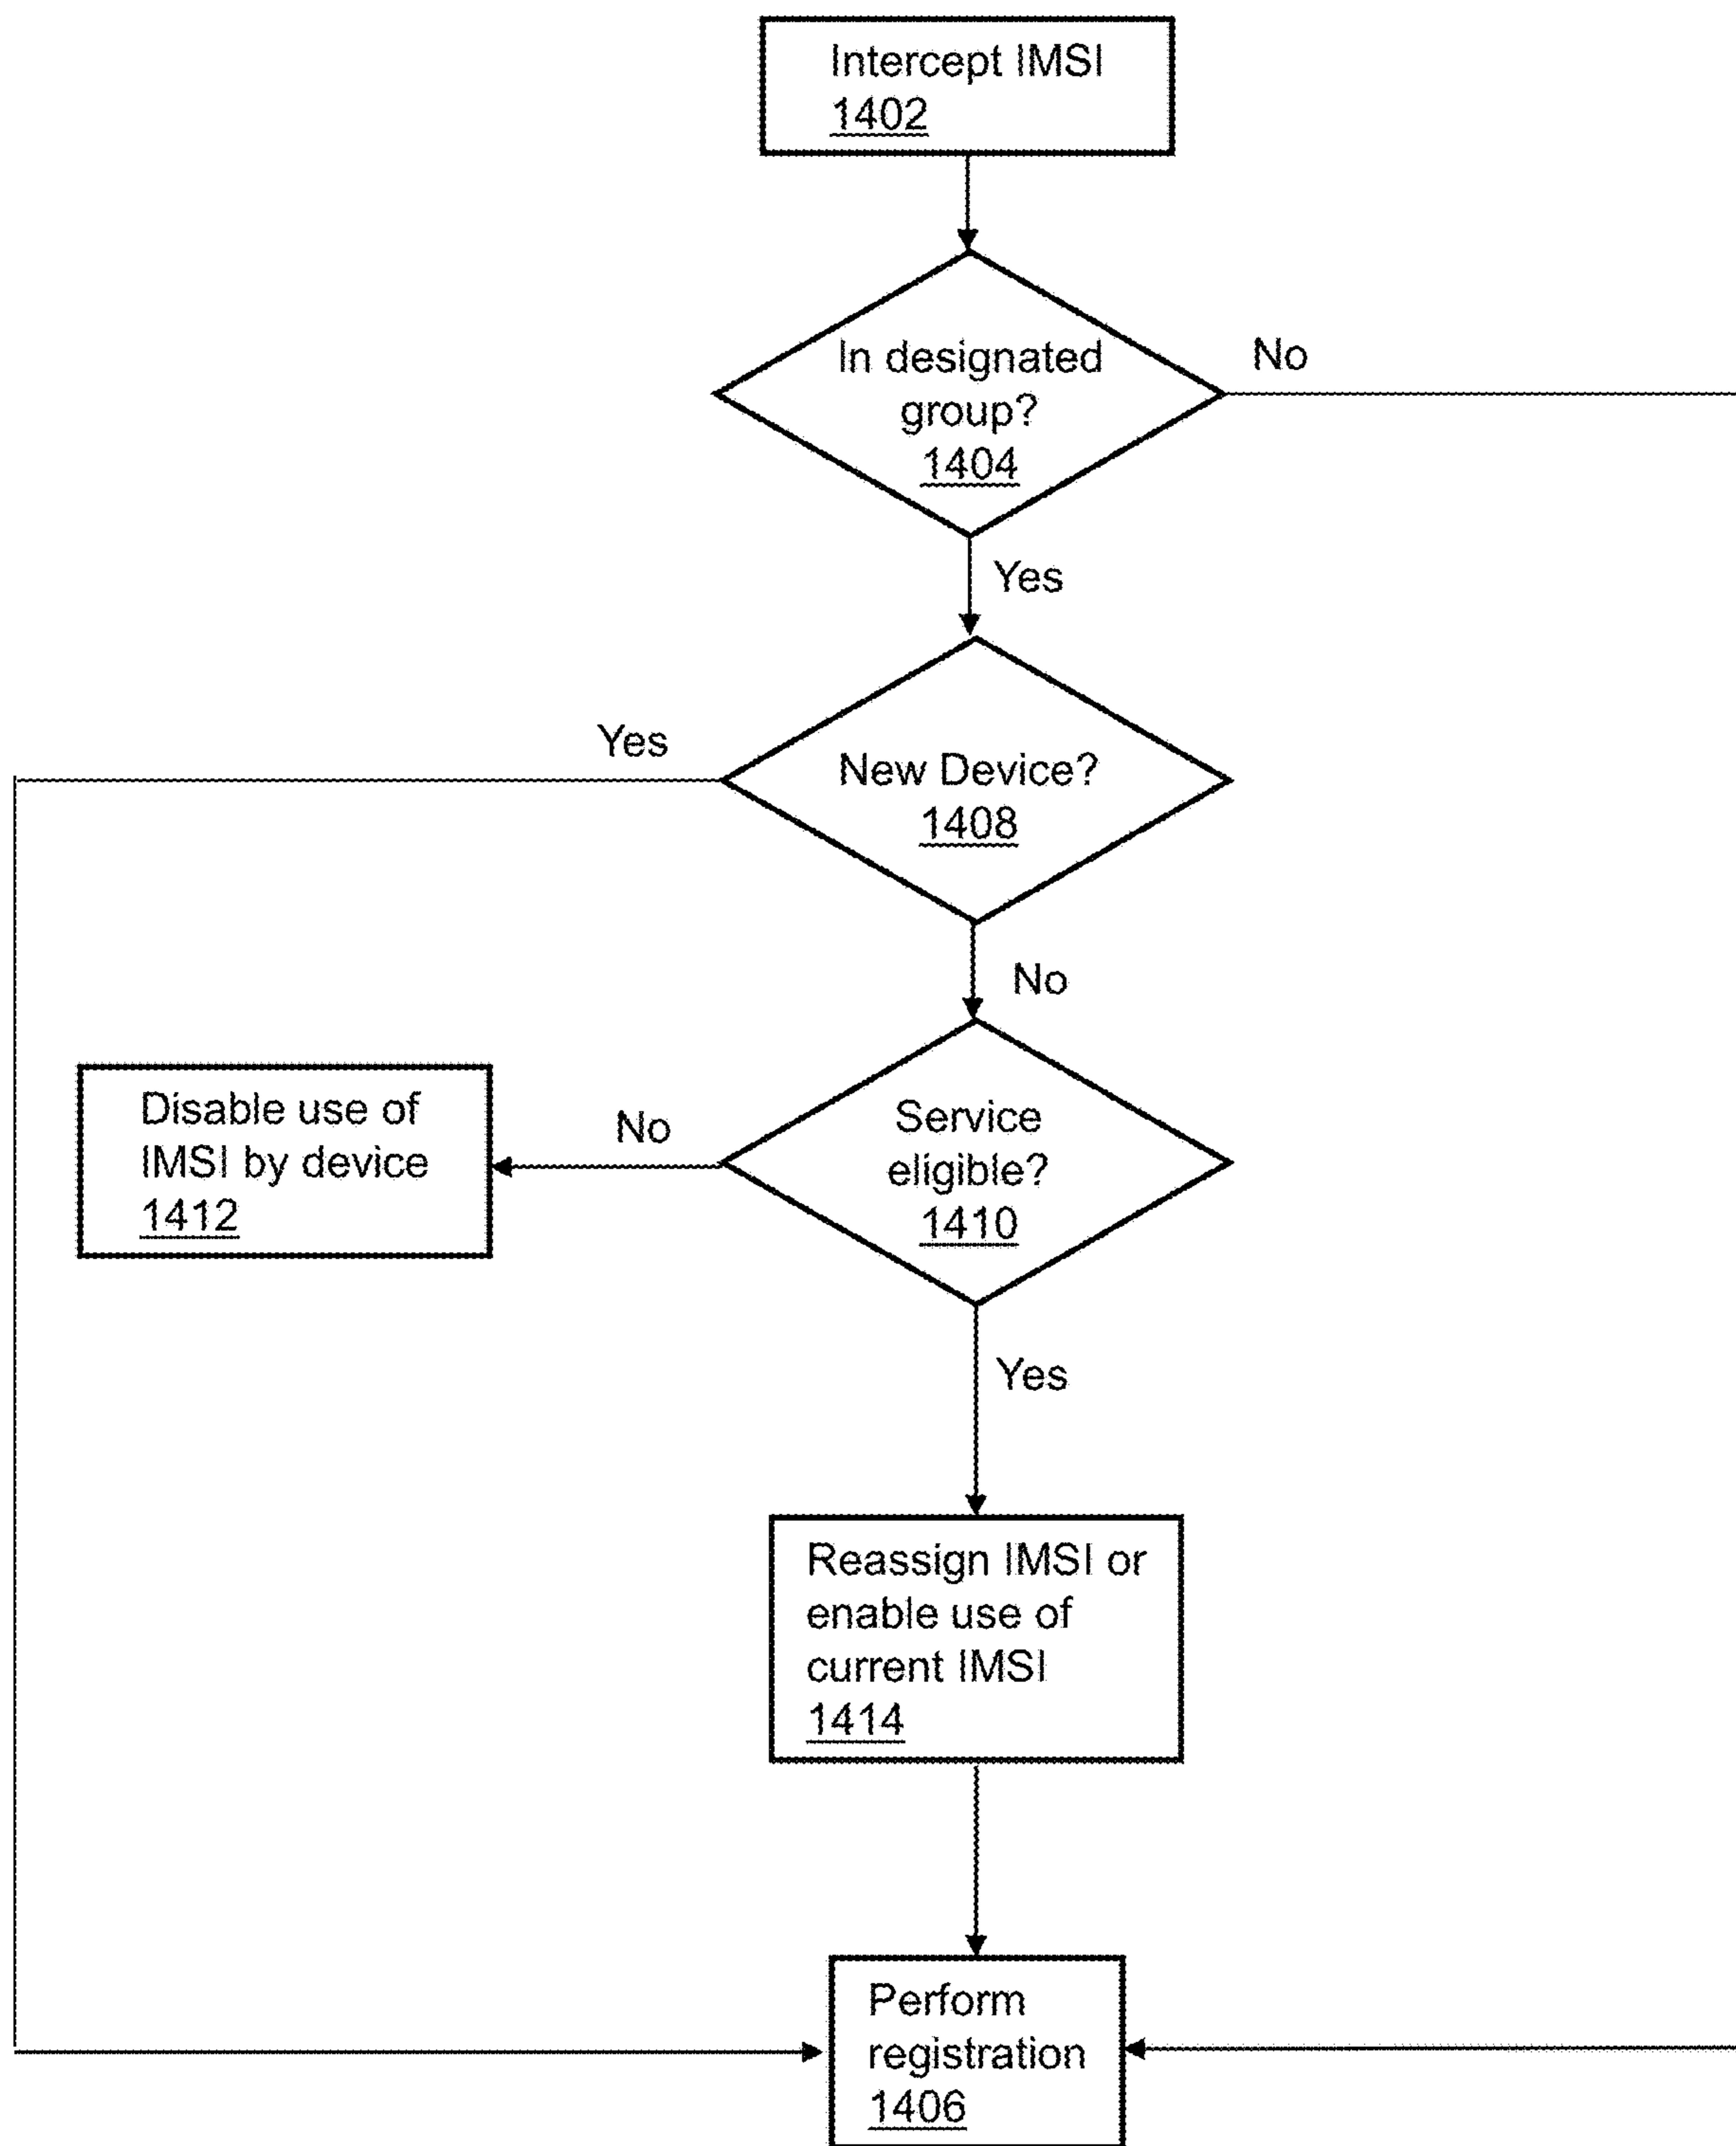 Intercept IMSI
1402
In designated
group?
1404
No
Yes
New Device?
1408
Yes
No
Service
eligible?
1410
No
Disable use of
IMSI by device
1412
Yes
Reassign IMSI or
enable use of
current IMSI
1414
Perform
registration
1406